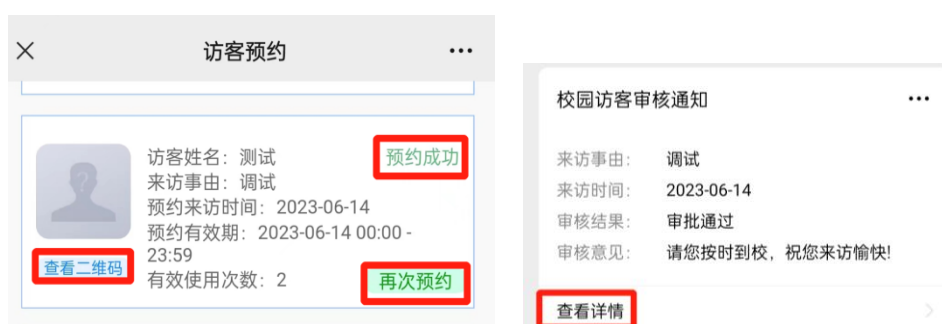 访客预约
访客姓名：测试
预约成功
来访事由：调试
预约来访时间：2023-06-14
预约有效期：2023-06-14 00:00 -
23:59
查看二维码
有效使用次数：2
再次预约
校园访客审核通知
来访事由：
调试
来访时间：
2023-06-14
审核结果：
审批通过
审核意见：
请您按时到校，祝您来访愉快!
查看详情